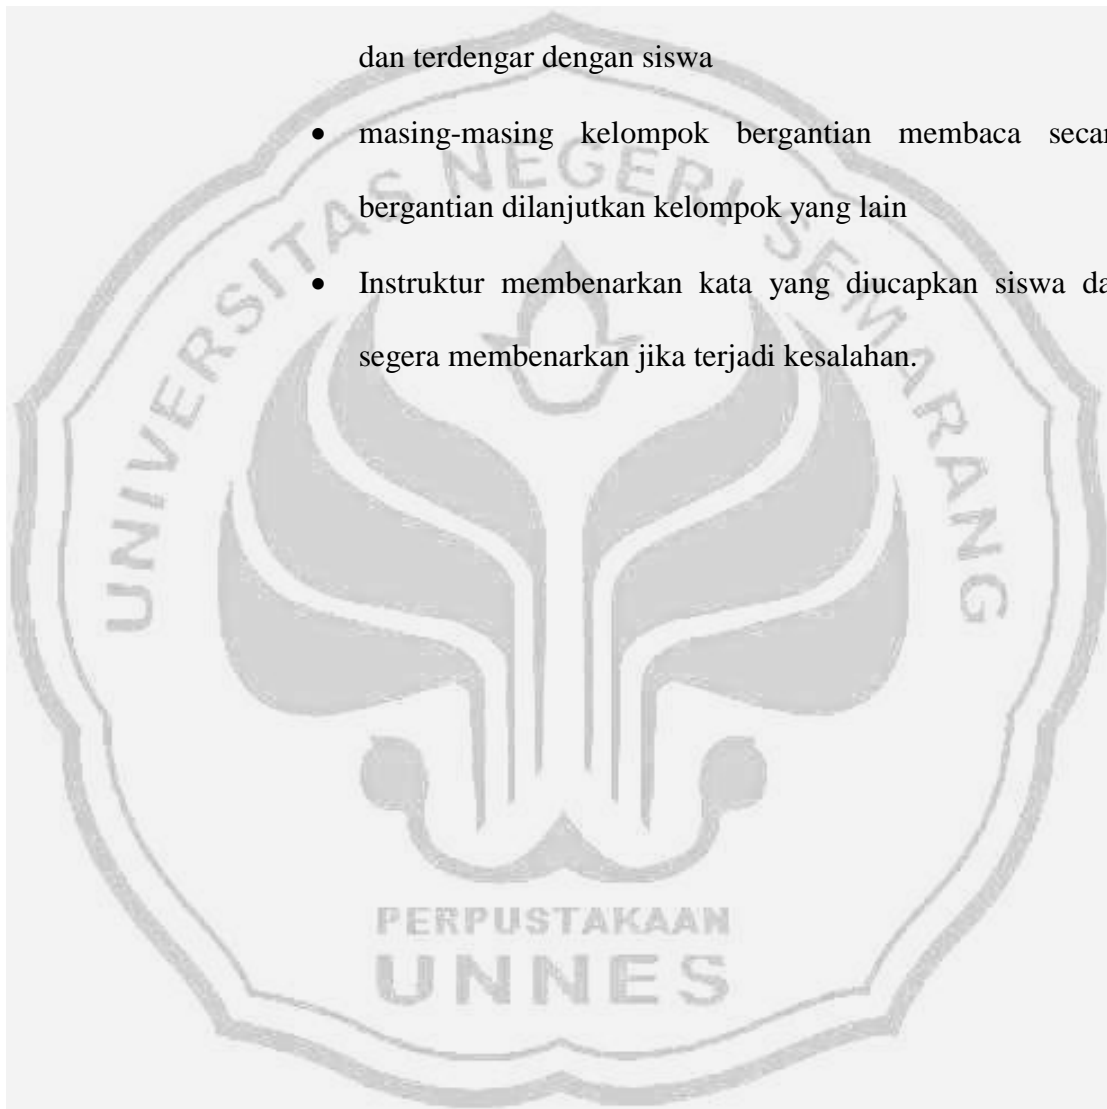 dan terdengar dengan siswa
• masing-masing kelompok bergantian membaca secar
bergantian dilanjutkan kelompok yang lain
• Instruktur membenarkan kata yang diucapkan siswa da
segera membenarkan jika terjadi kesalahan.
UNIVERSITAS NEGERI SEMARANG
PERPUSTAKAAN
UNNES